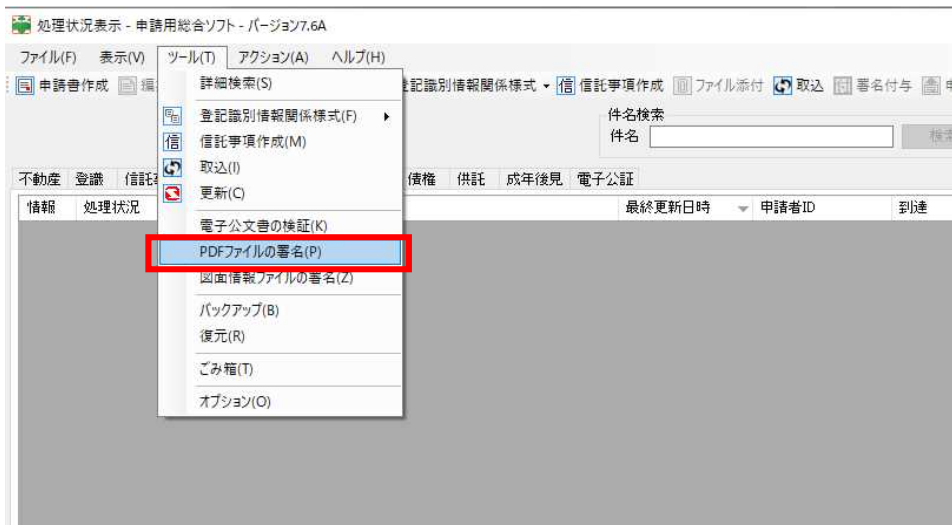 処理状況表示 - 申請用総合ソフト - バージョン7.6A
ファイル(F) 表示(V) ツール(T) アクション(A) ヘルプ(H)
申請書作成 記識別情報関係様式 信 信託事項作成 ファイル添付 取込 署名付与
詳細検索(S)
登記識別情報関係様式(F)
信 信託事項作成(M)
取込(I)
更新(C)
電子公文書の検証(K)
PDFファイルの署名(P)
図面情報ファイルの署名(Z)
バックアップ(B)
復元(R)
ごみ箱(T)
オプション(O)
件名検索
件名 検索
不動産 登識 信託 債権 供託 成年後見 電子公証
情報 処理状況 最終更新日時 申請者ID 到達